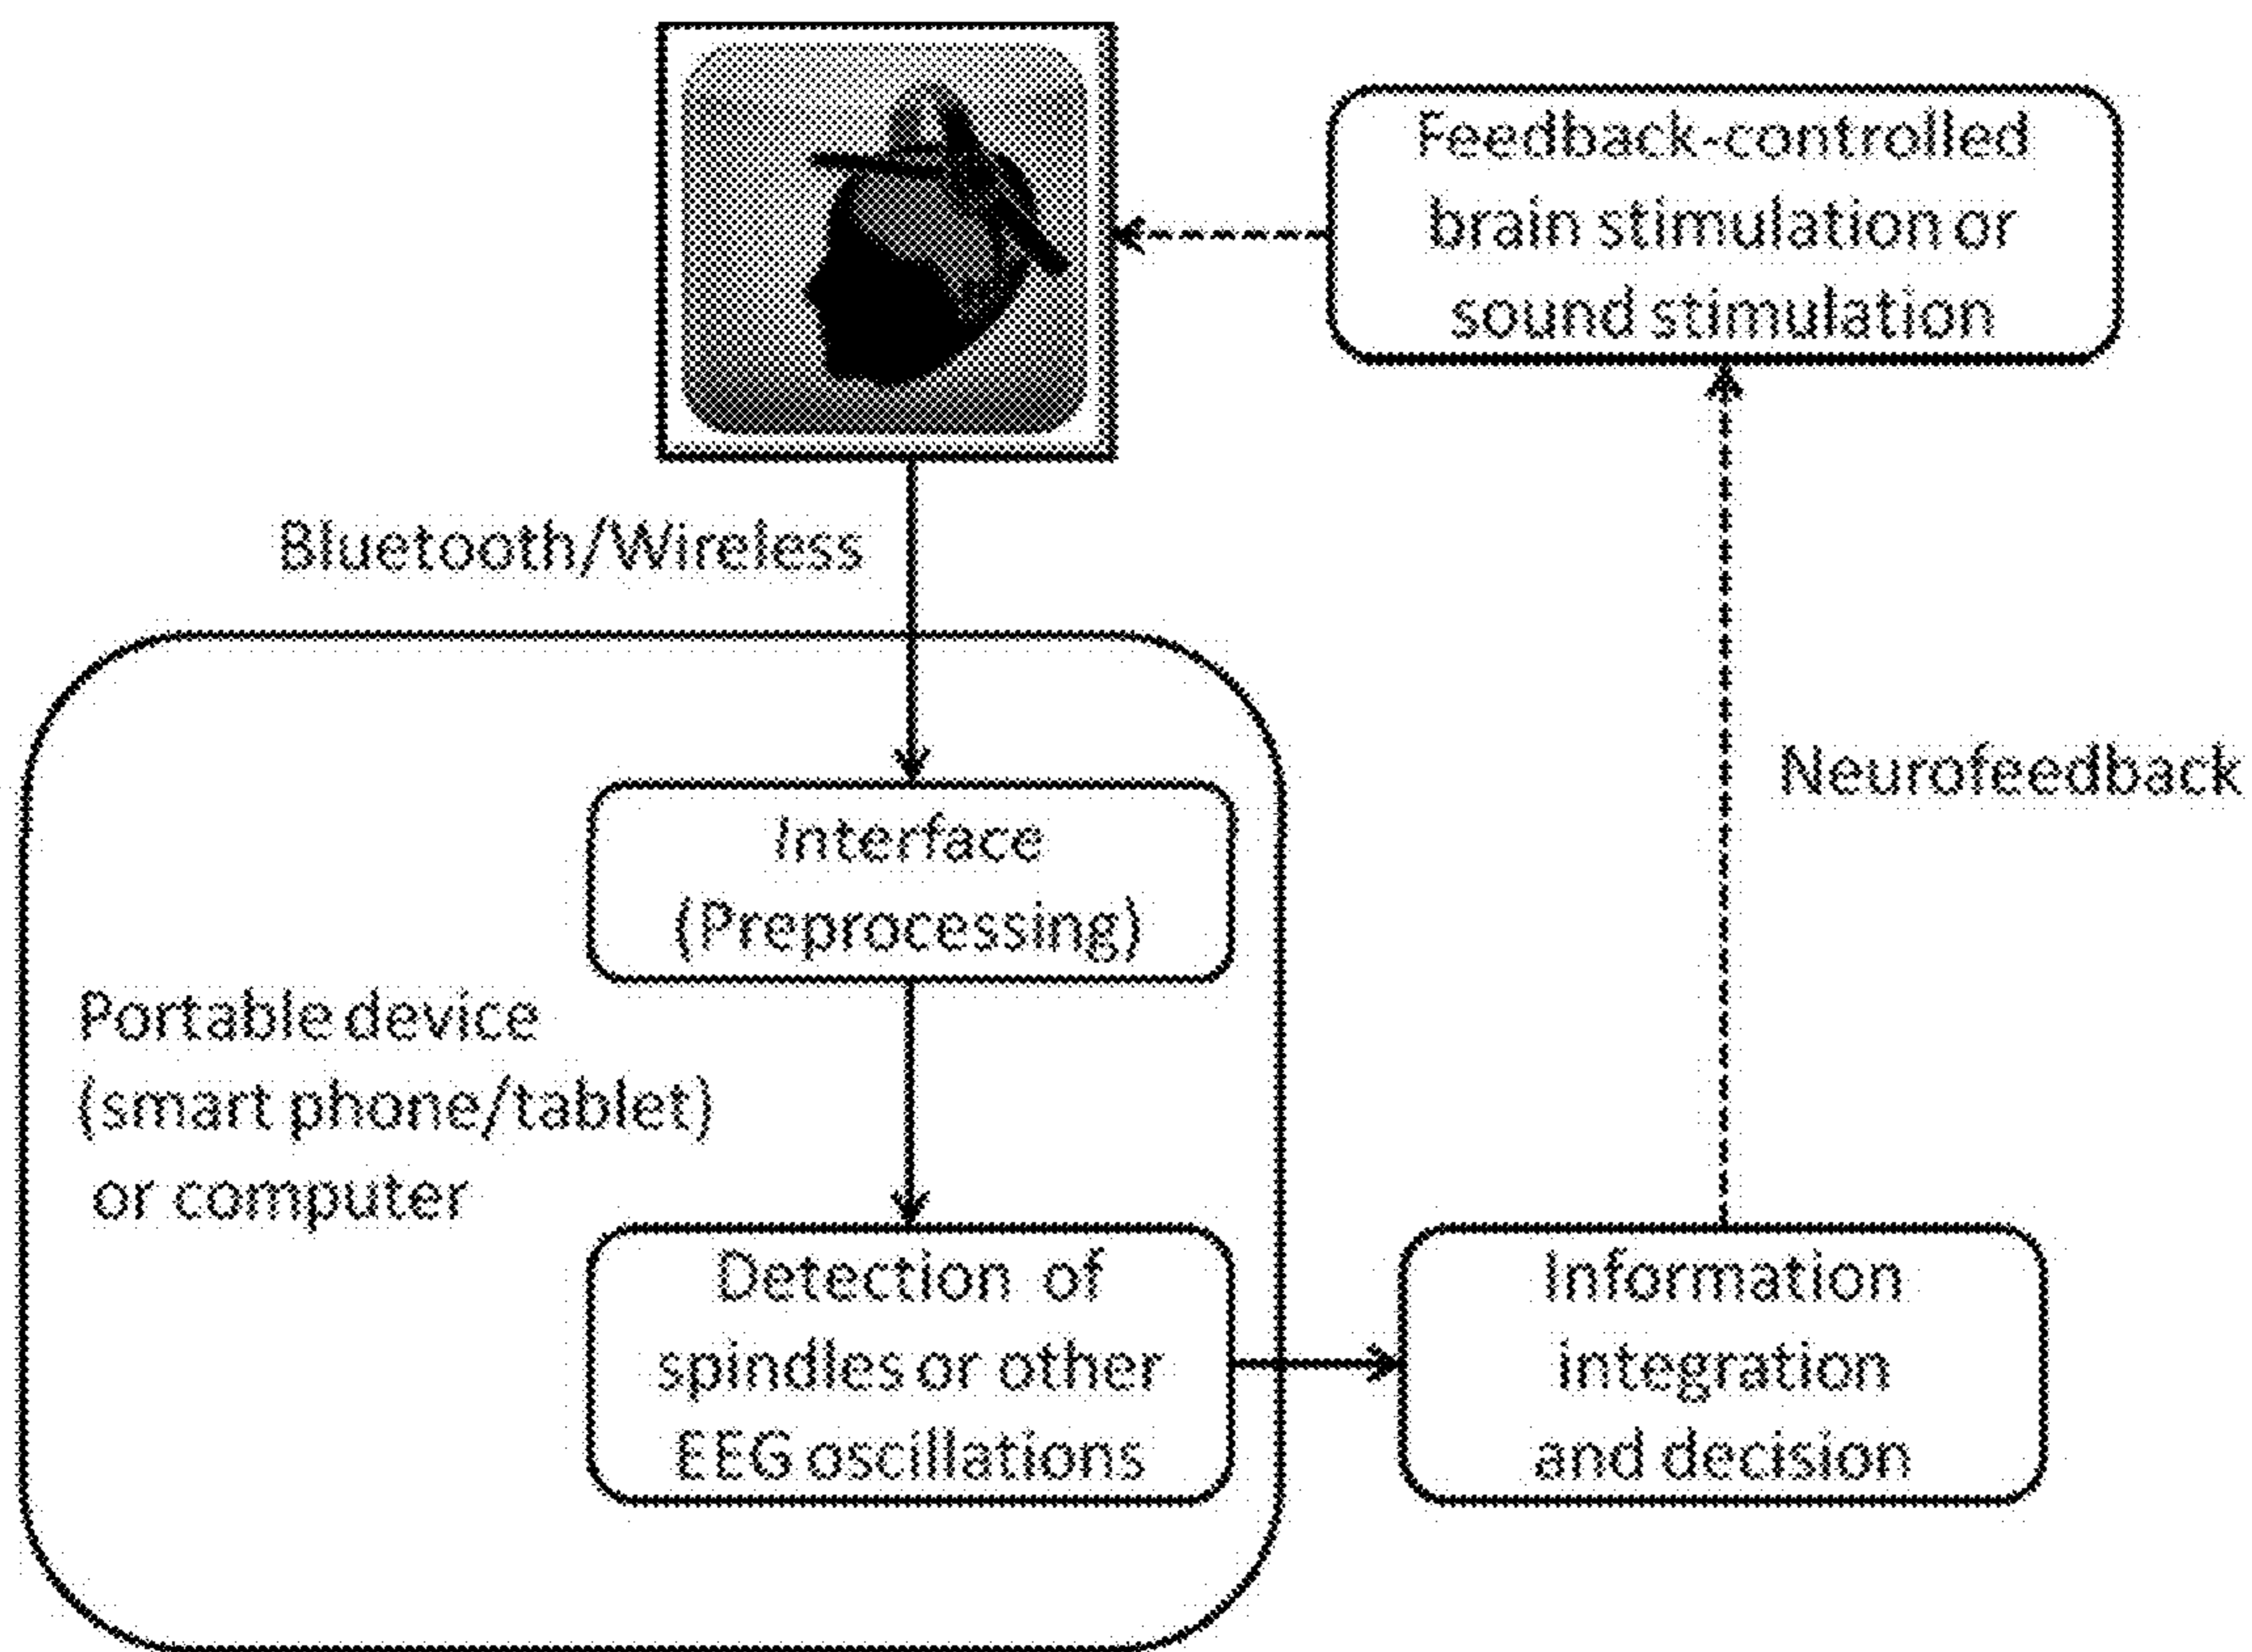 Feedback-controlled
brain stimulation or
sound stimulation
Bluetooth/Wireless
Neurofeedback
Interface
(Preprocessing)
Portable device
(smart phone/tablet)
or computer
Detection of
spindles or other
EEG oscillations
Information
integration
and decision